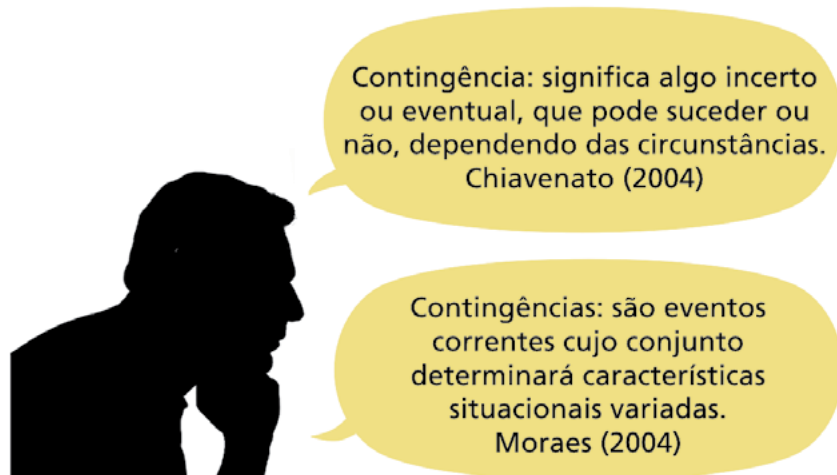 Contingência: significa algo incerto
ou eventual, que pode suceder ou
não, dependendo das circunstâncias.
Chiavenato (2004)
Contingências: são eventos
correntes cujo conjunto
determinará características
situacionais variadas.
Moraes (2004)